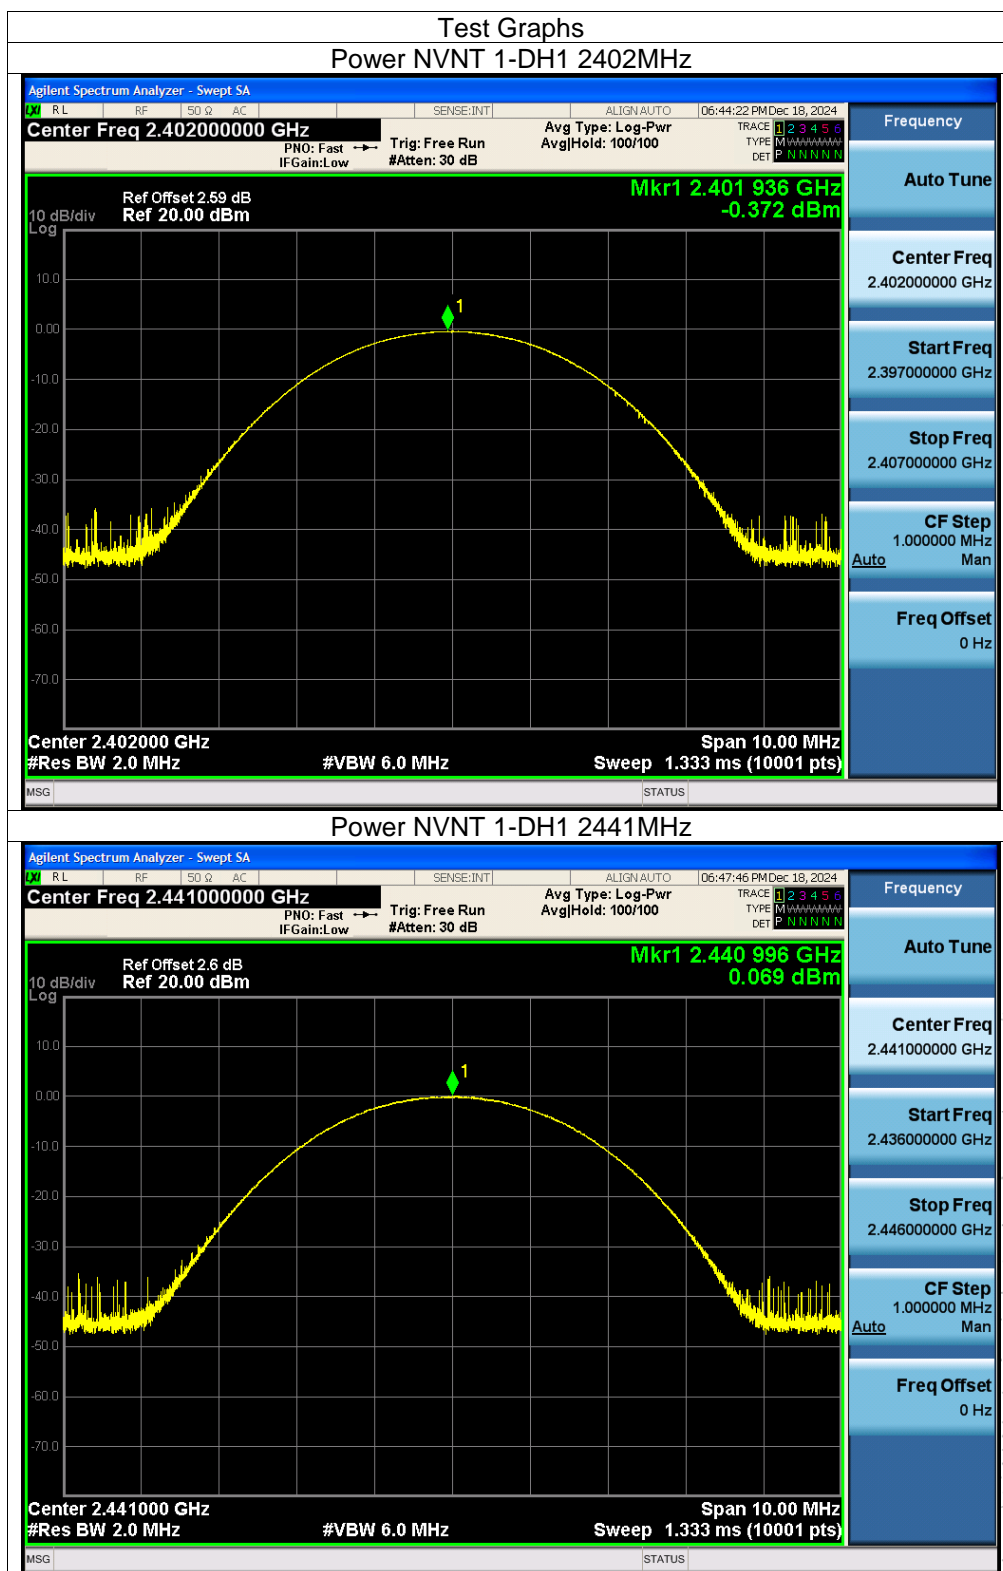 Test Graphs
Power NVNT 1-DH1 2402MHz
Agilent Spectrum Analyzer - Swept SA
LXI RL RF 50 Ω AC SENSE:INT ALIGN AUTO 06:44:22 PM Dec 18, 2024
Center Freq 2.402000000 GHz
PNO: Fast
IFGain:Low
Trig: Free Run
#Atten: 30 dB
Avg Type: Log-Pwr
Avg|Hold: 100/100
TRACE 1 2 3 4 5 6
TYPE M WWWWW
DET P N N N N N
Frequency
Auto Tune
Center Freq
2.402000000 GHz
Start Freq
2.397000000 GHz
Stop Freq
2.407000000 GHz
CF Step
1.000000 MHz
Auto Man
Freq Offset
0 Hz
Mkr1 2.401 936 GHz
-0.372 dBm
Ref Offset 2.59 dB
10 dB/div Ref 20.00 dBm
Log
1
10.0
0.00
-10.0
-20.0
-30.0
-40.0
-50.0
-60.0
-70.0
Center 2.402000 GHz Span 10.00 MHz
#Res BW 2.0 MHz #VBW 6.0 MHz Sweep 1.333 ms (10001 pts)
MSG STATUS
Power NVNT 1-DH1 2441MHz
Agilent Spectrum Analyzer - Swept SA
LXI RL RF 50 Ω AC SENSE:INT ALIGN AUTO 06:47:46 PM Dec 18, 2024
Center Freq 2.441000000 GHz
PNO: Fast
IFGain:Low
Trig: Free Run
#Atten: 30 dB
Avg Type: Log-Pwr
Avg|Hold: 100/100
TRACE 1 2 3 4 5 6
TYPE M WWWWW
DET P N N N N N
Frequency
Auto Tune
Center Freq
2.441000000 GHz
Start Freq
2.436000000 GHz
Stop Freq
2.446000000 GHz
CF Step
1.000000 MHz
Auto Man
Freq Offset
0 Hz
Mkr1 2.440 996 GHz
0.069 dBm
Ref Offset 2.6 dB
10 dB/div Ref 20.00 dBm
Log
1
10.0
0.00
-10.0
-20.0
-30.0
-40.0
-50.0
-60.0
-70.0
Center 2.441000 GHz Span 10.00 MHz
#Res BW 2.0 MHz #VBW 6.0 MHz Sweep 1.333 ms (10001 pts)
MSG STATUS